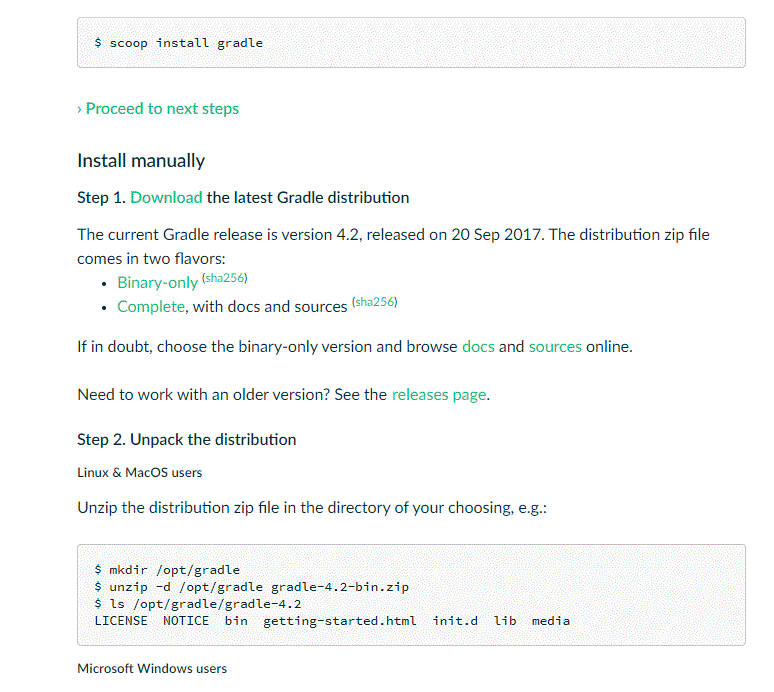 $ scoop install gradle
› Proceed to next steps
Install manually
Step 1. Download the latest Gradle distribution
The current Gradle release is version 4.2, released on 20 Sep 2017. The distribution zip file
comes in two flavors:
• Binary-only (sha256)
• Complete, with docs and sources (sha256)
If in doubt, choose the binary-only version and browse docs and sources online.
Need to work with an older version? See the releases page.
Step 2. Unpack the distribution
Linux & MacOS users
Unzip the distribution zip file in the directory of your choosing, e.g.:
$ mkdir /opt/gradle
$ unzip -d /opt/gradle gradle-4.2-bin.zip
$ ls /opt/gradle/gradle-4.2
LICENSE  NOTICE  bin  getting-started.html  init.d  lib  media
Microsoft Windows users